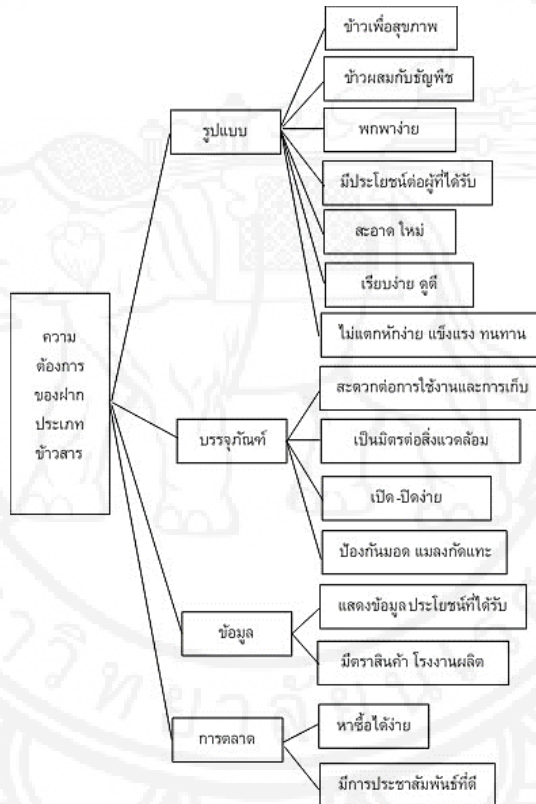 ความ
ต้องการ
ของฝาก
ประเภท
ข้าวสาร
รูปแบบ
ข้าวเพื่อสุขภาพ
ข้าวผสมกับธัญพืช
พกพาง่าย
มีประโยชน์ต่อผู้ที่ได้รับ
สะอาด ใหม่
เรียบง่าย ดูดี
ไม่แตกหักง่าย แข็งแรง ทนทาน
บรรจุภัณฑ์
สะดวกต่อการใช้งานและการเก็บ
เป็นมิตรต่อสิ่งแวดล้อม
เปิด-ปิดง่าย
ป้องกันมอด แมลงกัดแทะ
ข้อมูล
แสดงข้อมูล ประโยชน์ที่ได้รับ
มีตราสินค้า โรงงานผลิต
การตลาด
หาซื้อได้ง่าย
มีการประชาสัมพันธ์ที่ดี